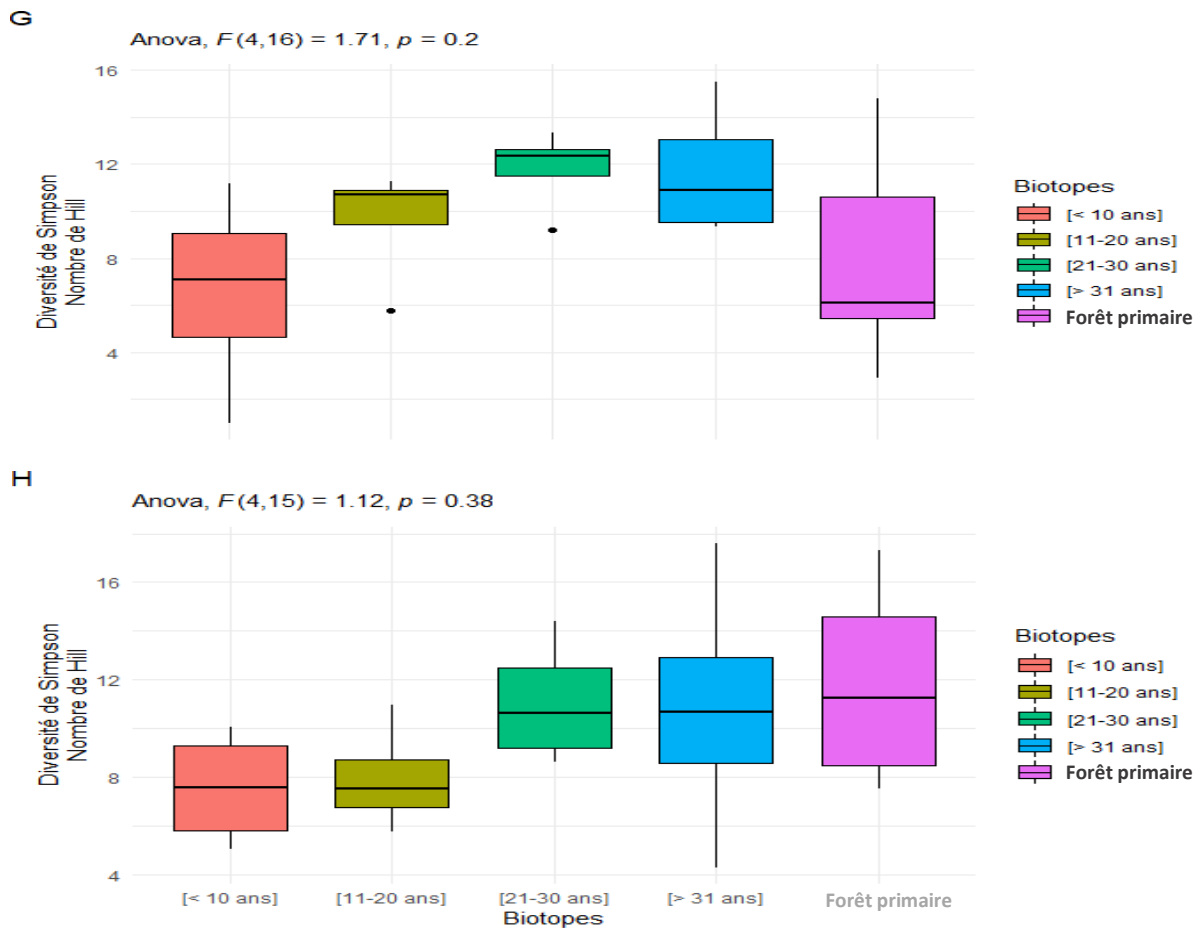 G
Anova, F(4,16) = 1.71, p = 0.2
16
12
8
4
Diversité de Simpson
Nombre de Hill
Biotopes
[< 10 ans]
[11-20 ans]
[21-30 ans]
[> 31 ans]
Forêt primaire
H
Anova, F(4,15) = 1.12, p = 0.38
16
12
8
4
Diversité de Simpson
Nombre de Hill
[< 10 ans] [11-20 ans] [21-30 ans] [> 31 ans] Forêt primaire
Biotopes
Biotopes
[< 10 ans]
[11-20 ans]
[21-30 ans]
[> 31 ans]
Forêt primaire